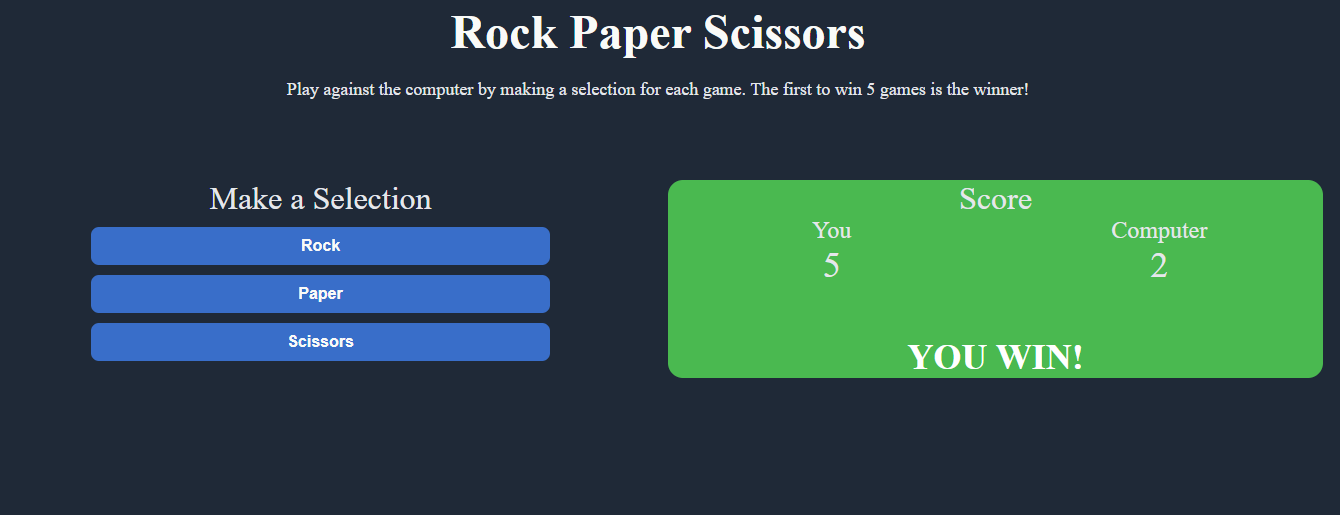 Rock Paper Scissors
Play against the computer by making a selection for each game. The first to win 5 games is the winner!
Make a Selection
Rock
Paper
Scissors
Score
You Computer
5 2
YOU WIN!